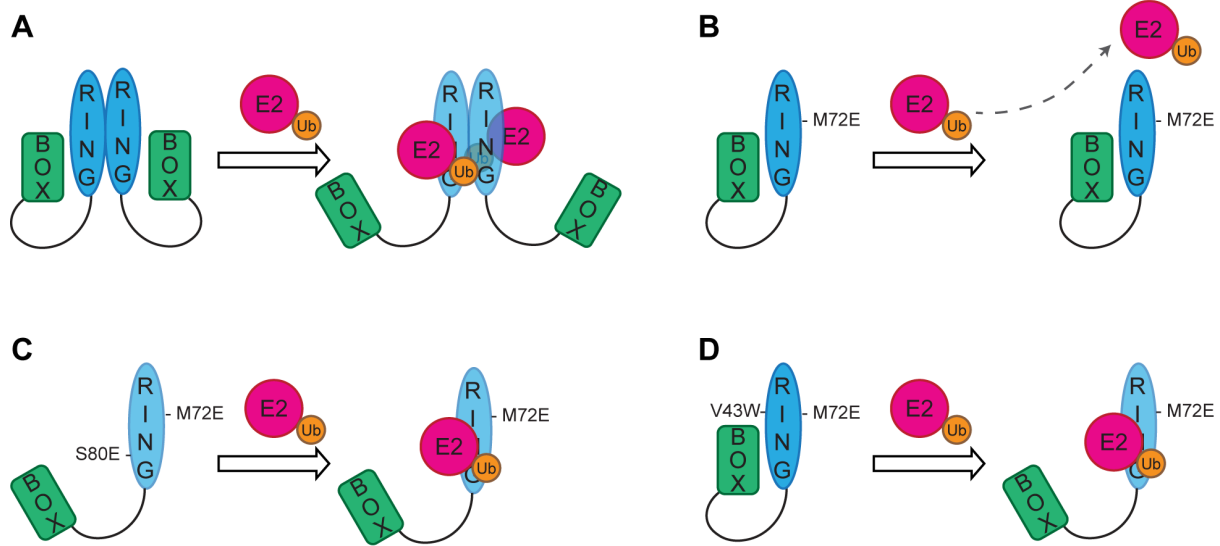 A
RING
RING
BOX
BOX
E2
Ub
RING
RING
E2
E2
Ub
Ub
BOX
BOX
B
RING
- M72E
BOX
E2
Ub
E2
Ub
RING
- M72E
BOX
C
RING
- M72E
S80E -
BOX
E2
Ub
RING
- M72E
E2
Ub
BOX
D
RING
V43W-
- M72E
BOX
E2
Ub
RING
- M72E
E2
Ub
BOX